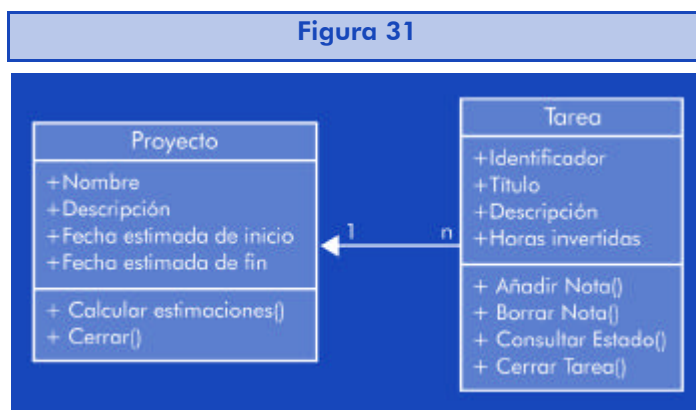 Figura 31
Proyecto
+Nombre
+Descripción
+Fecha estimada de inicio
+Fecha estimada de fin
+ Calcular estimaciones()
+ Cerrar()
1
n
Tarea
+Identificador
+Título
+Descripción
+Horas invertidas
+ Añadir Nota()
+ Borrar Nota()
+ Consultar Estado()
+ Cerrar Tarea()